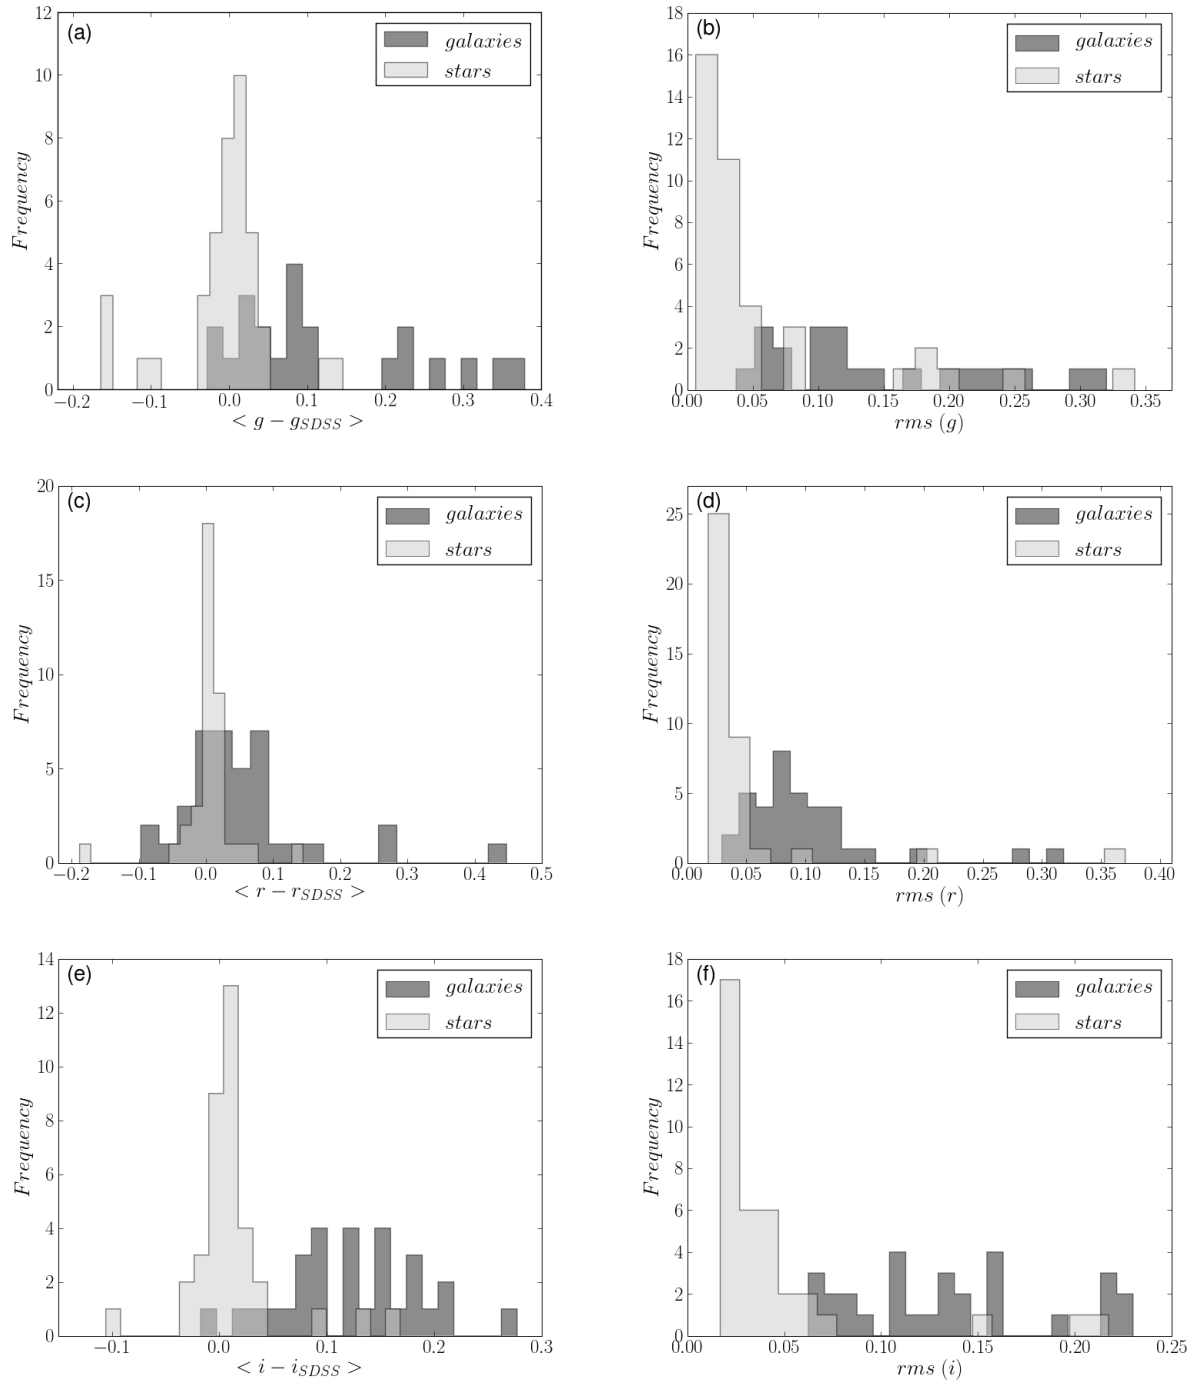 (a)
galaxies
stars
Frequency
12
10
8
6
4
2
0
−0.2 −0.1 0.0 0.1 0.2 0.3 0.4
< g − gSDSS >
(b)
galaxies
stars
Frequency
18
16
14
12
10
8
6
4
2
0
0.00 0.05 0.10 0.15 0.20 0.25 0.30 0.35
rms (g)
(c)
galaxies
stars
Frequency
20
15
10
5
0
−0.2 −0.1 0.0 0.1 0.2 0.3 0.4 0.5
< r − rSDSS >
(d)
galaxies
stars
Frequency
25
20
15
10
5
0
0.00 0.05 0.10 0.15 0.20 0.25 0.30 0.35 0.40
rms (r)
(e)
galaxies
stars
Frequency
14
12
10
8
6
4
2
0
−0.1 0.0 0.1 0.2 0.3
< i − iSDSS >
(f)
galaxies
stars
Frequency
18
16
14
12
10
8
6
4
2
0
0.00 0.05 0.10 0.15 0.20 0.25
rms (i)